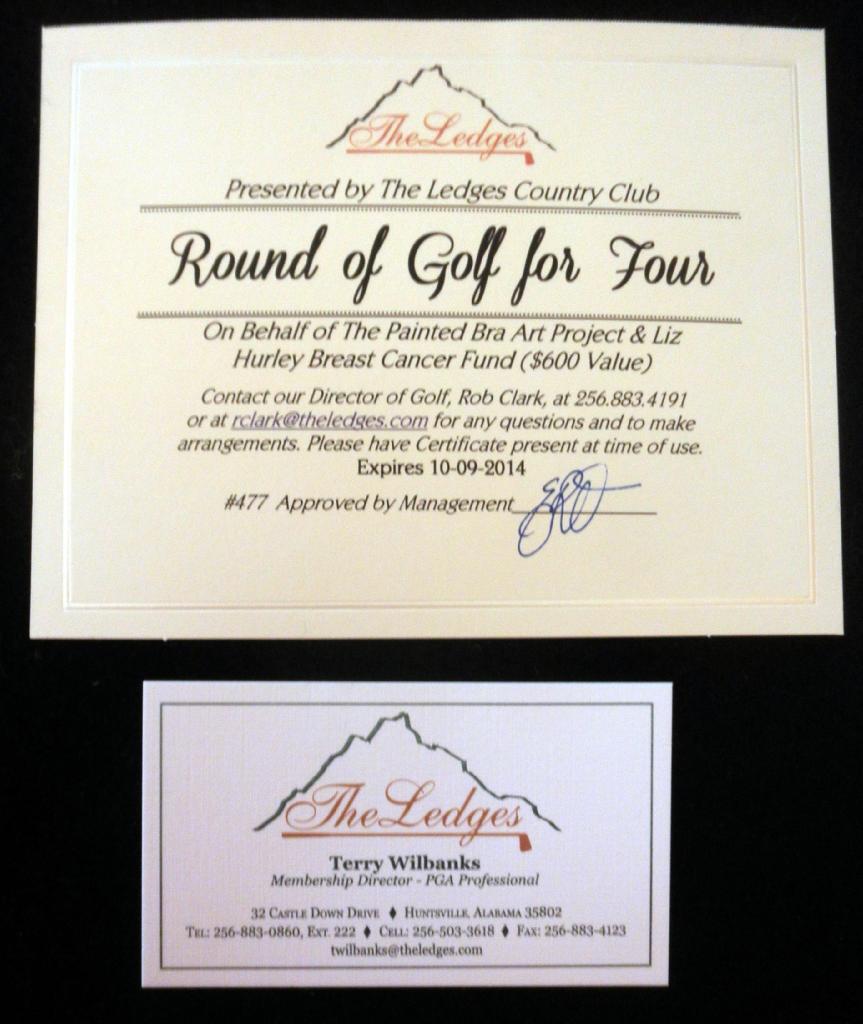 The Ledges
Presented by The Ledges Country Club
Round of Golf for Four
On Behalf of The Painted Bra Art Project & Liz
Hurley Breast Cancer Fund ($600 Value)
Contact our Director of Golf, Rob Clark, at 256.883.4191
or at rclark@theledges.com for any questions and to make
arrangements. Please have Certificate present at time of use.
Expires 10-09-2014
#477 Approved by Management
The Ledges
Terry Wilbanks
Membership Director - PGA Professional
32 Castle Down Drive ♦ Huntsville, Alabama 35802
Tel: 256-883-0860, Ext. 222 ♦ Cell: 256-503-3618 ♦ Fax: 256-883-4123
twilbanks@theledges.com